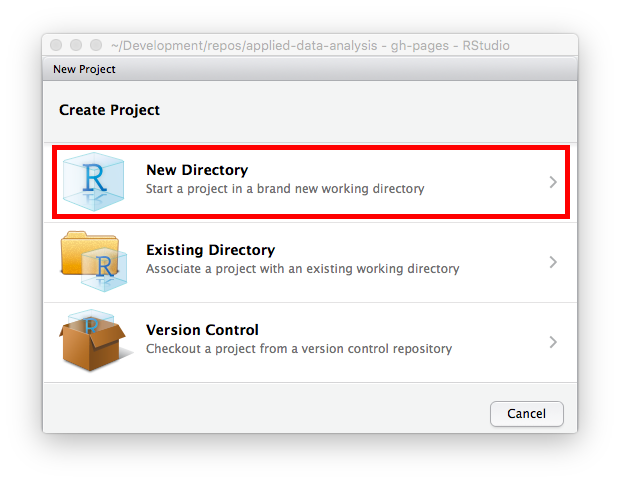 ~/Development/repos/applied-data-analysis - gh-pages - RStudio
New Project
Create Project
R
New Directory
Start a project in a brand new working directory
R
Existing Directory
Associate a project with an existing working directory
R
Version Control
Checkout a project from a version control repository
Cancel